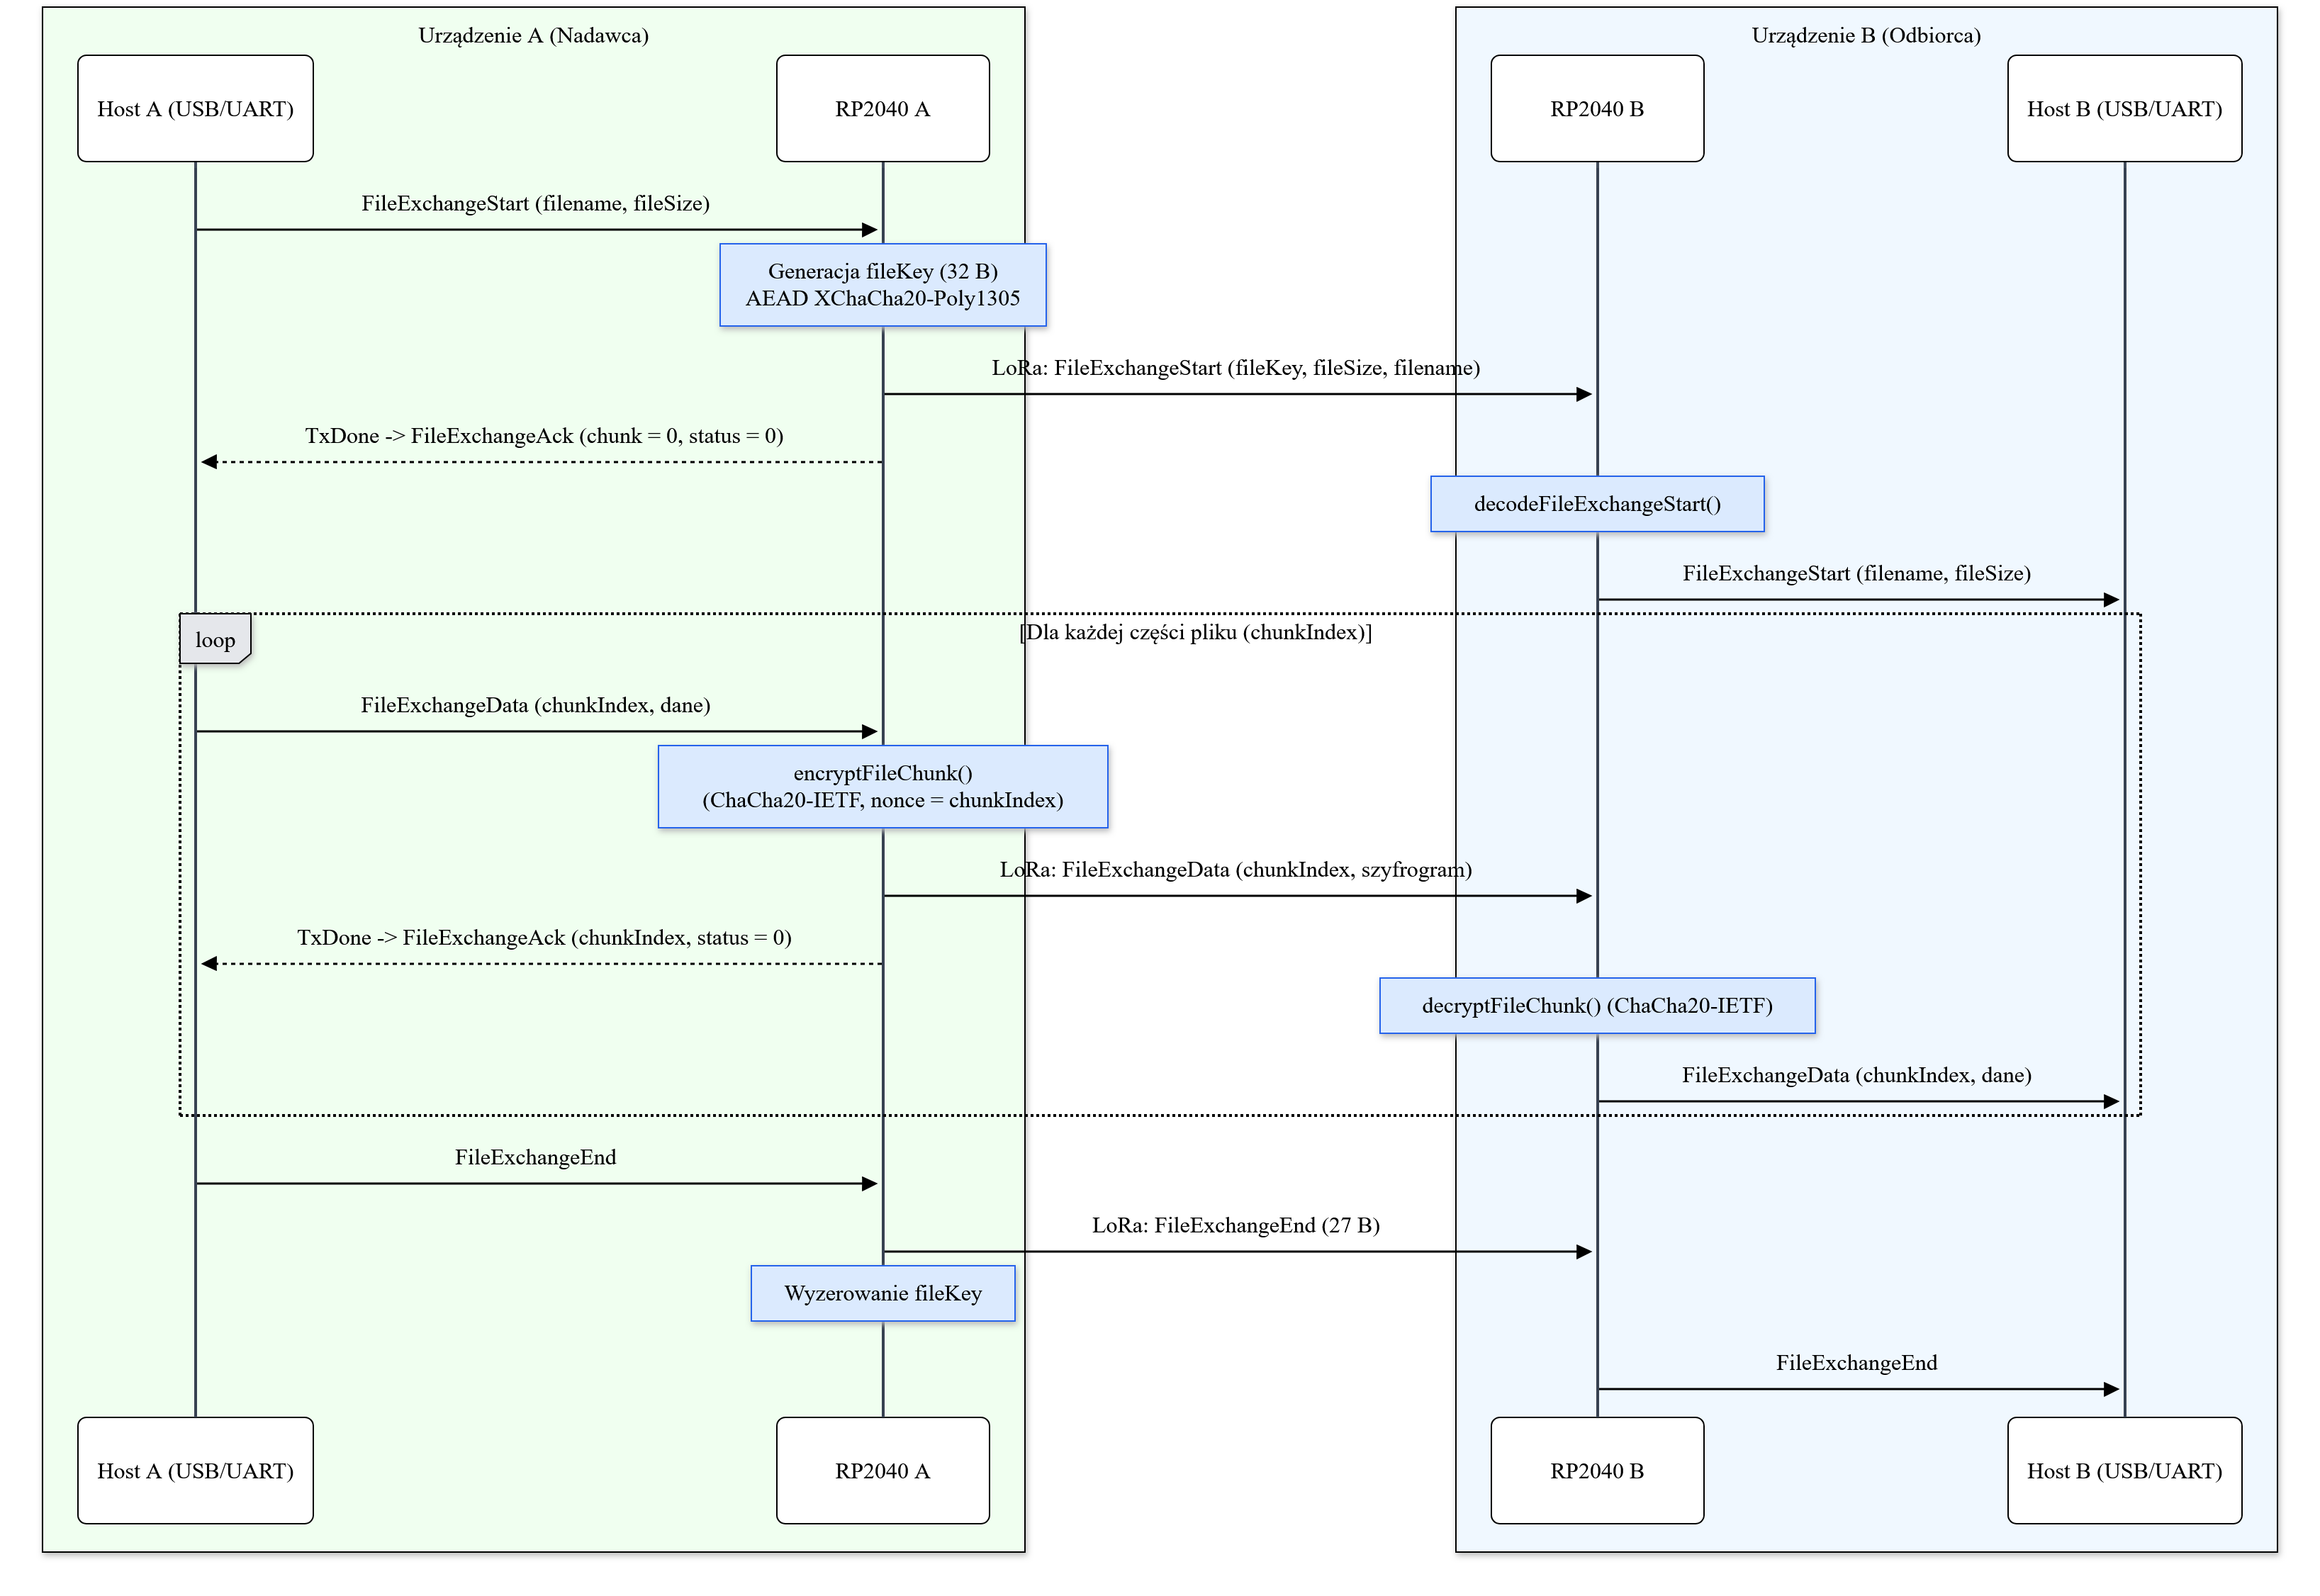 Urządzenie A (Nadawca)
Urządzenie B (Odbiorca)
Host A (USB/UART)
RP2040 A
RP2040 B
Host B (USB/UART)
FileExchangeStart (filename, fileSize)
Generacja fileKey (32 B)
AEAD XChaCha20-Poly1305
LoRa: FileExchangeStart (fileKey, fileSize, filename)
TxDone -> FileExchangeAck (chunk = 0, status = 0)
decodeFileExchangeStart()
FileExchangeStart (filename, fileSize)
loop
[Dla każdej części pliku (chunkIndex)]
FileExchangeData (chunkIndex, dane)
encryptFileChunk()
(ChaCha20-IETF, nonce = chunkIndex)
LoRa: FileExchangeData (chunkIndex, szyfrogram)
TxDone -> FileExchangeAck (chunkIndex, status = 0)
decryptFileChunk() (ChaCha20-IETF)
FileExchangeData (chunkIndex, dane)
FileExchangeEnd
LoRa: FileExchangeEnd (27 B)
Wyzerowanie fileKey
FileExchangeEnd
Host A (USB/UART)
RP2040 A
RP2040 B
Host B (USB/UART)